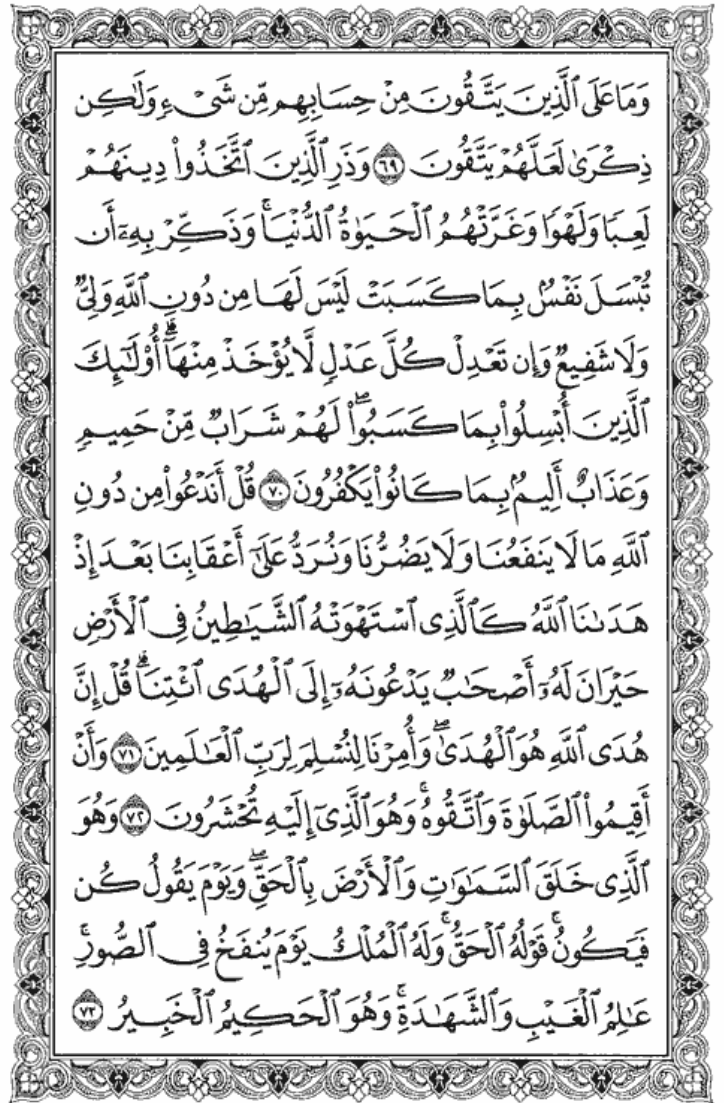 وَمَا عَلَى ٱلَّذِينَ يَتَّقُونَ مِنْ حِسَابِهِم مِّن شَىْءٍ وَلَٰكِن
ذِكْرَىٰ لَعَلَّهُمْ يَتَّقُونَ ٦٩ وَذَرِ ٱلَّذِينَ ٱتَّخَذُوا۟ دِينَهُمْ
لَعِبًا وَلَهْوًا وَغَرَّتْهُمُ ٱلْحَيَوٰةُ ٱلدُّنْيَا ۚ وَذَكِّرْ بِهِۦٓ أَن
تُبْسَلَ نَفْسٌۢ بِمَا كَسَبَتْ لَيْسَ لَهَا مِن دُونِ ٱللَّهِ وَلِىٌّ
وَلَا شَفِيعٌ وَإِن تَعْدِلْ كُلَّ عَدْلٍ لَّا يُؤْخَذْ مِنْهَآ ۗ أُو۟لَٰٓئِكَ
ٱلَّذِينَ أُبْسِلُوا۟ بِمَا كَسَبُوا۟ ۖ لَهُمْ شَرَابٌ مِّنْ حَمِيمٍ
وَعَذَابٌ أَلِيمٌۢ بِمَا كَانُوا۟ يَكْفُرُونَ ٧٠ قُلْ أَنَدْعُوا۟ مِن دُونِ
ٱللَّهِ مَا لَا يَنفَعُنَا وَلَا يَضُرُّنَا وَنُرَدُّ عَلَىٰٓ أَعْقَابِنَا بَعْدَ إِذْ
هَدَىٰنَا ٱللَّهُ كَٱلَّذِى ٱسْتَهْوَتْهُ ٱلشَّيَٰطِينُ فِى ٱلْأَرْضِ
حَيْرَانَ لَهُۥٓ أَصْحَٰبٌ يَدْعُونَهُۥٓ إِلَى ٱلْهُدَى ٱئْتِنَا ۗ قُلْ إِنَّ
هُدَى ٱللَّهِ هُوَ ٱلْهُدَىٰ ۖ وَأُمِرْنَا لِنُسْلِمَ لِرَبِّ ٱلْعَٰلَمِينَ ٧١ وَأَنْ
أَقِيمُوا۟ ٱلصَّلَوٰةَ وَٱتَّقُوهُ ۚ وَهُوَ ٱلَّذِىٓ إِلَيْهِ تُحْشَرُونَ ٧٢ وَهُوَ
ٱلَّذِى خَلَقَ ٱلسَّمَٰوَٰتِ وَٱلْأَرْضَ بِٱلْحَقِّ ۖ وَيَوْمَ يَقُولُ كُن
فَيَكُونُ ۚ قَوْلُهُ ٱلْحَقُّ ۚ وَلَهُ ٱلْمُلْكُ يَوْمَ يُنفَخُ فِى ٱلصُّورِ ۚ
عَٰلِمُ ٱلْغَيْبِ وَٱلشَّهَٰدَةِ ۚ وَهُوَ ٱلْحَكِيمُ ٱلْخَبِيرُ ٧٣